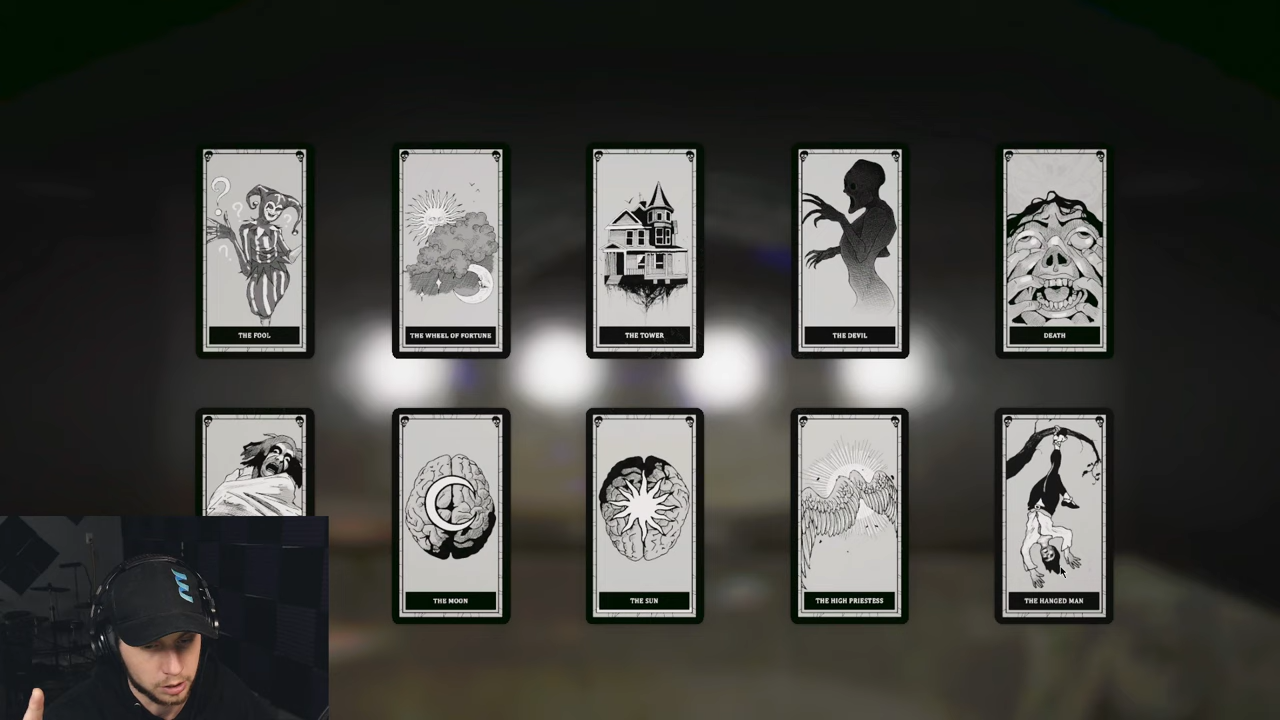 THE FOOL
THE WHEEL OF FORTUNE
THE TOWER
THE DEVIL
DEATH
THE MOON
THE SUN
THE HIGH PRIESTESS
THE HANGED MAN